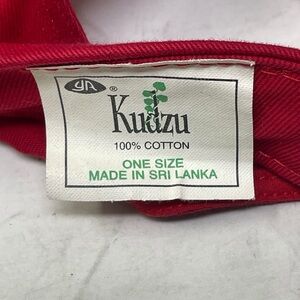 YA ®
Kudzu
100% COTTON
ONE SIZE
MADE IN SRI LANKA